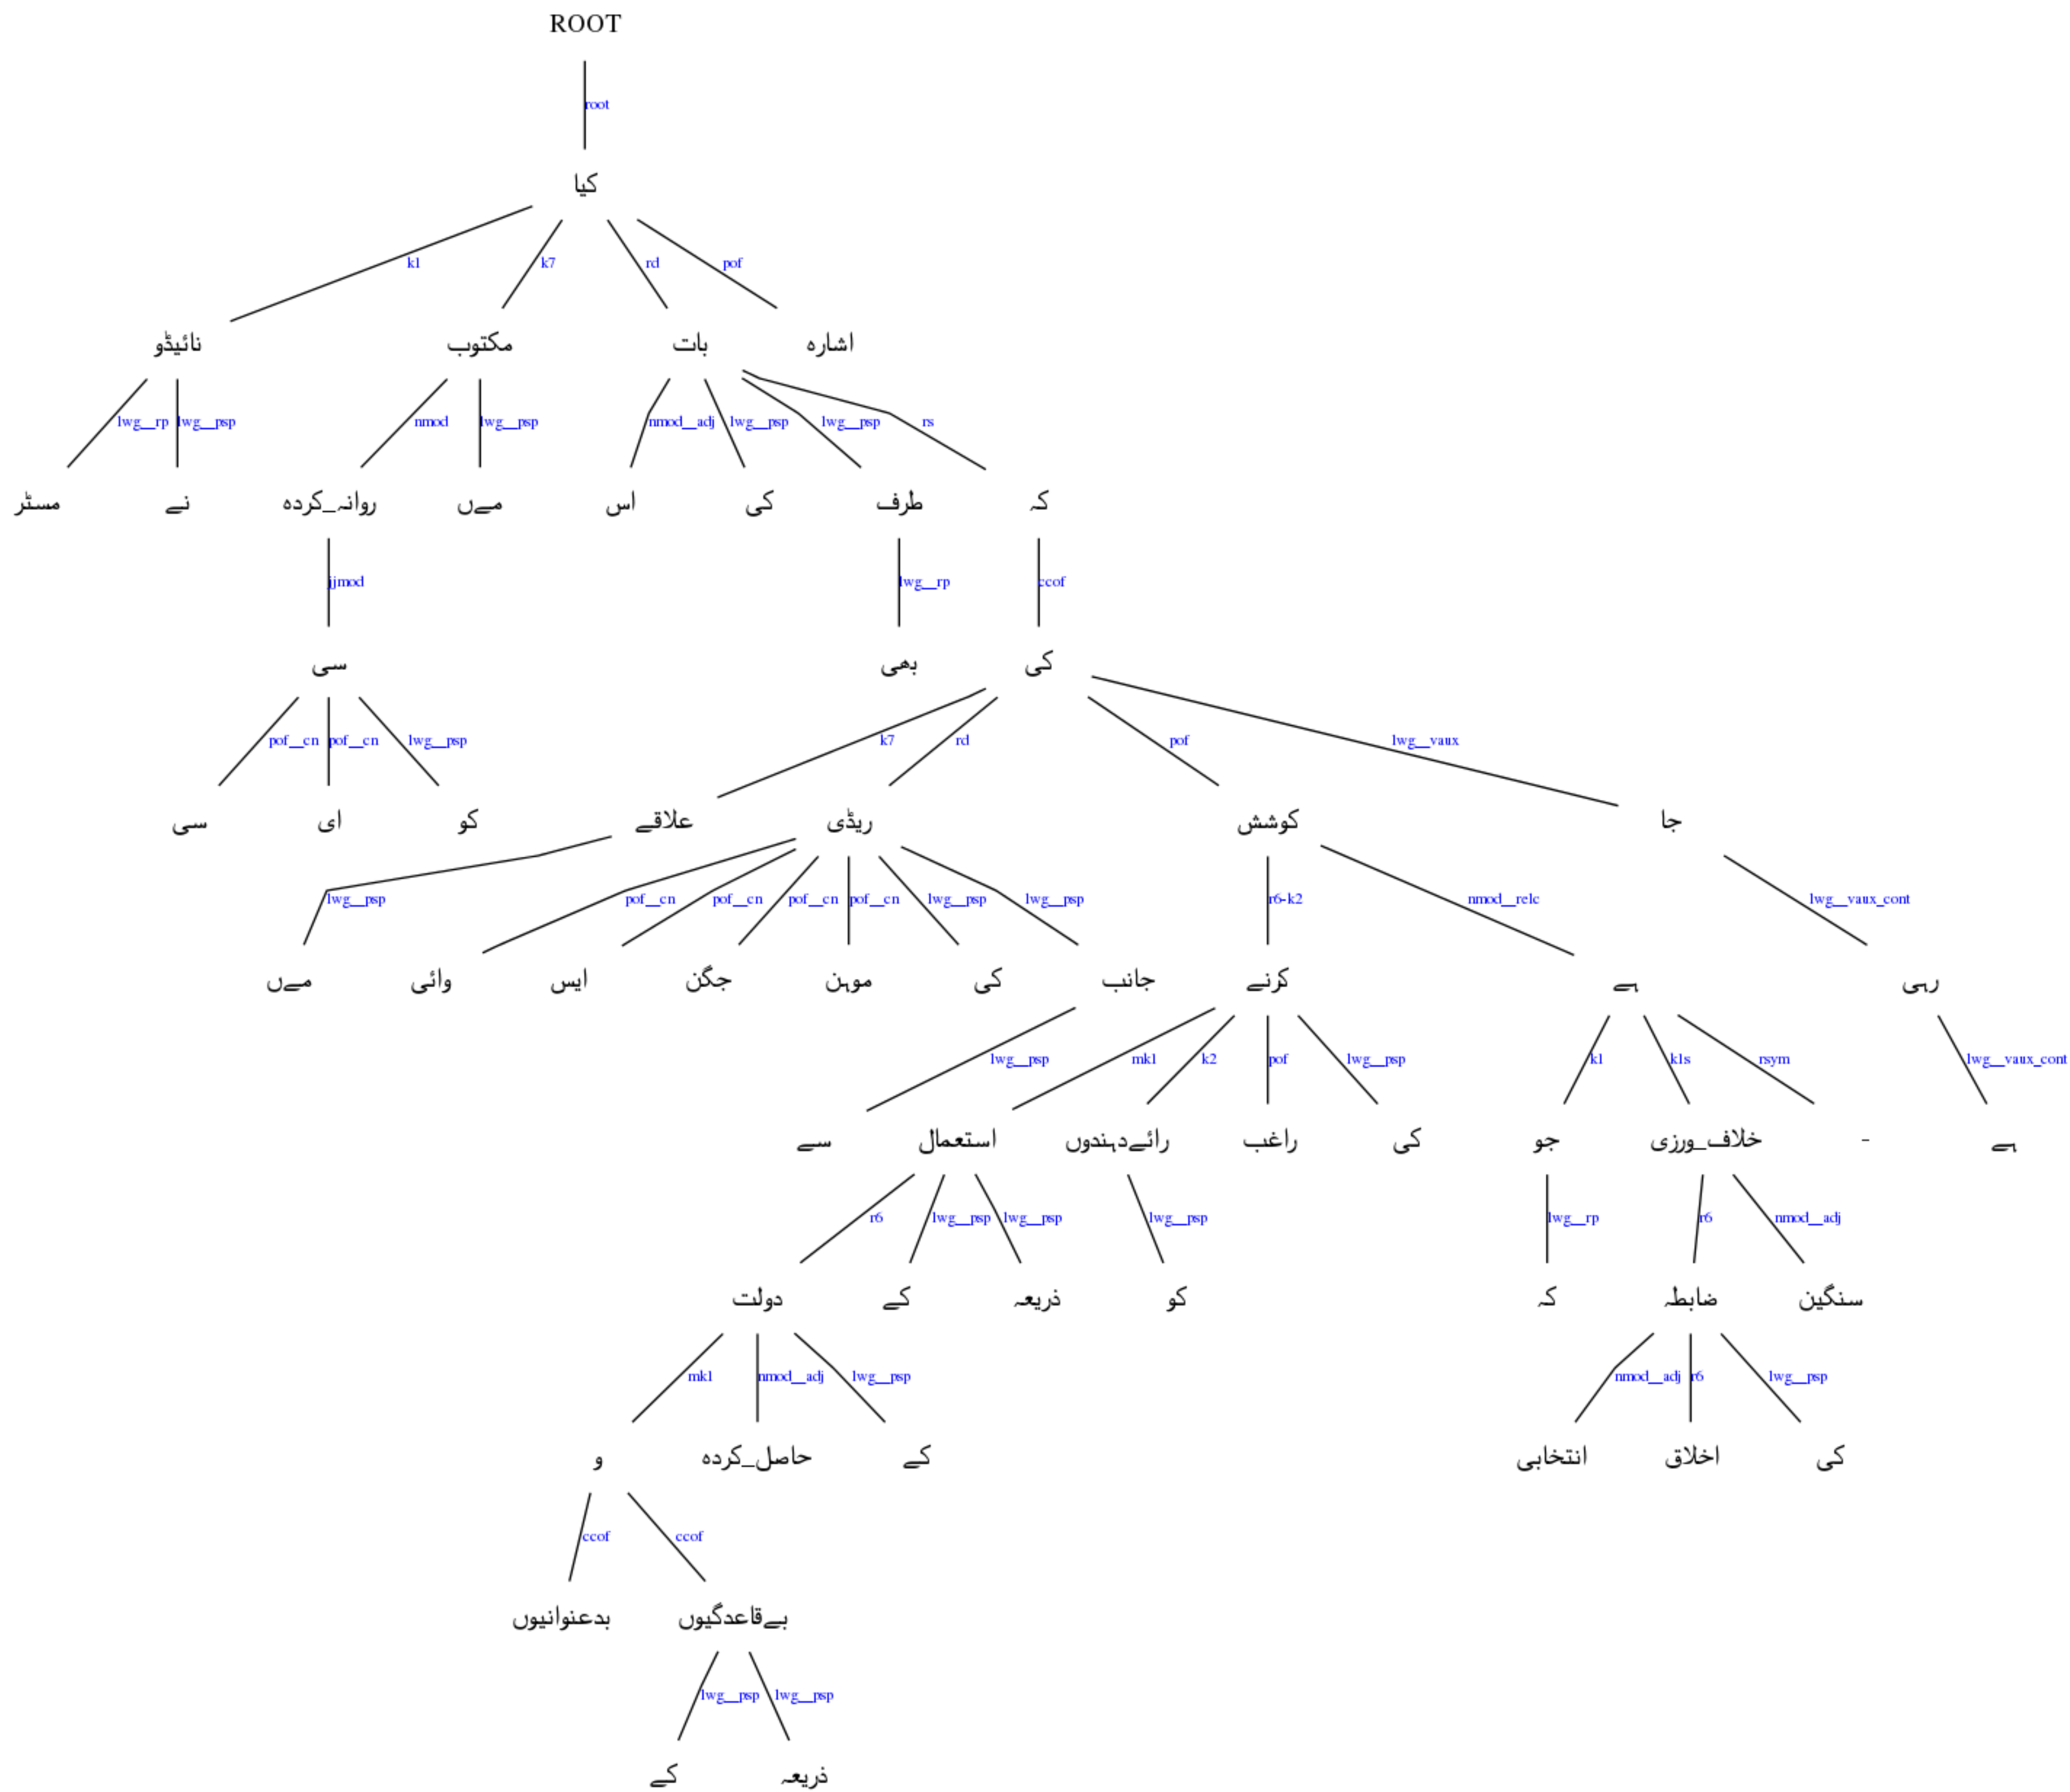 ROOT
root
کیا
k1 k7 rd pof
نائیڈو مکتوب بات اشارہ
lwg__rp lwg__psp nmod lwg__psp nmod__adj lwg__psp lwg__psp rs
مسٹر نے روانہ_کردہ مےں اس کی طرف کہ
jjmod lwg__rp ccof
سی بھی کی
pof__cn pof__cn lwg__psp k7 rd pof lwg__vaux
سی ای کو علاقے ریڈی کوشش جا
lwg__psp pof__cn pof__cn pof__cn pof__cn lwg__psp lwg__psp r6-k2 nmod__relc lwg__vaux_cont
مےں وائی ایس جگن موہن کی جانب کرنے ہے رہی
lwg__psp mk1 k2 pof lwg__psp k1 k1s rsym lwg__vaux_cont
سے استعمال رائےدہندوں راغب کی جو خلاف_ورزی - ہے
r6 lwg__psp lwg__psp lwg__psp lwg__rp r6 nmod__adj
دولت کے ذریعہ کو کہ ضابطہ سنگین
mk1 nmod__adj lwg__psp nmod__adj r6 lwg__psp
و حاصل_کردہ کے انتخابی اخلاق کی
ccof ccof
بدعنوانیوں بےقاعدگیوں
lwg__psp lwg__psp
کے ذریعہ